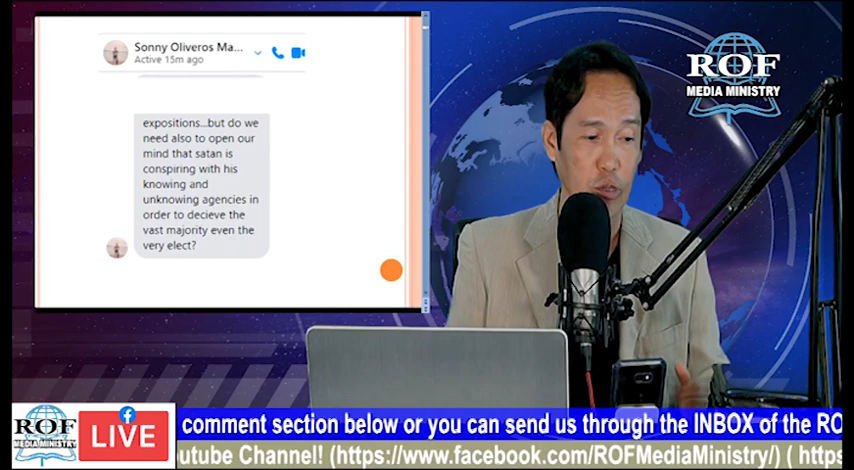 Sonny Oliveros Ma...
Active 15m ago
expositions...but do we
need also to open our
mind that satan is
conspiring with his
knowing and
unknowing agencies in
order to decieve the
vast majority even the
very elect?
ROF
MEDIA MINISTRY
ROF
MEDIA MINISTRY
LIVE
comment section below or you can send us through the INBOX of the RO
outube Channel! (https://www.facebook.com/ROFMediaMinistry/) ( https